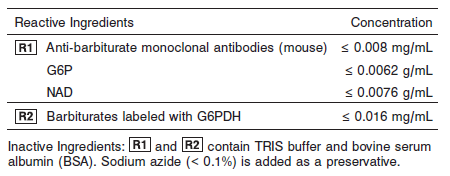 Reactive Ingredients Concentration
R1 Anti-barbiturate monoclonal antibodies (mouse) ≤ 0.008 mg/mL
G6P ≤ 0.0062 g/mL
NAD ≤ 0.0076 g/mL
R2 Barbiturates labeled with G6PDH ≤ 0.016 mg/mL
Inactive Ingredients: R1 and R2 contain TRIS buffer and bovine serum
albumin (BSA). Sodium azide (< 0.1%) is added as a preservative.